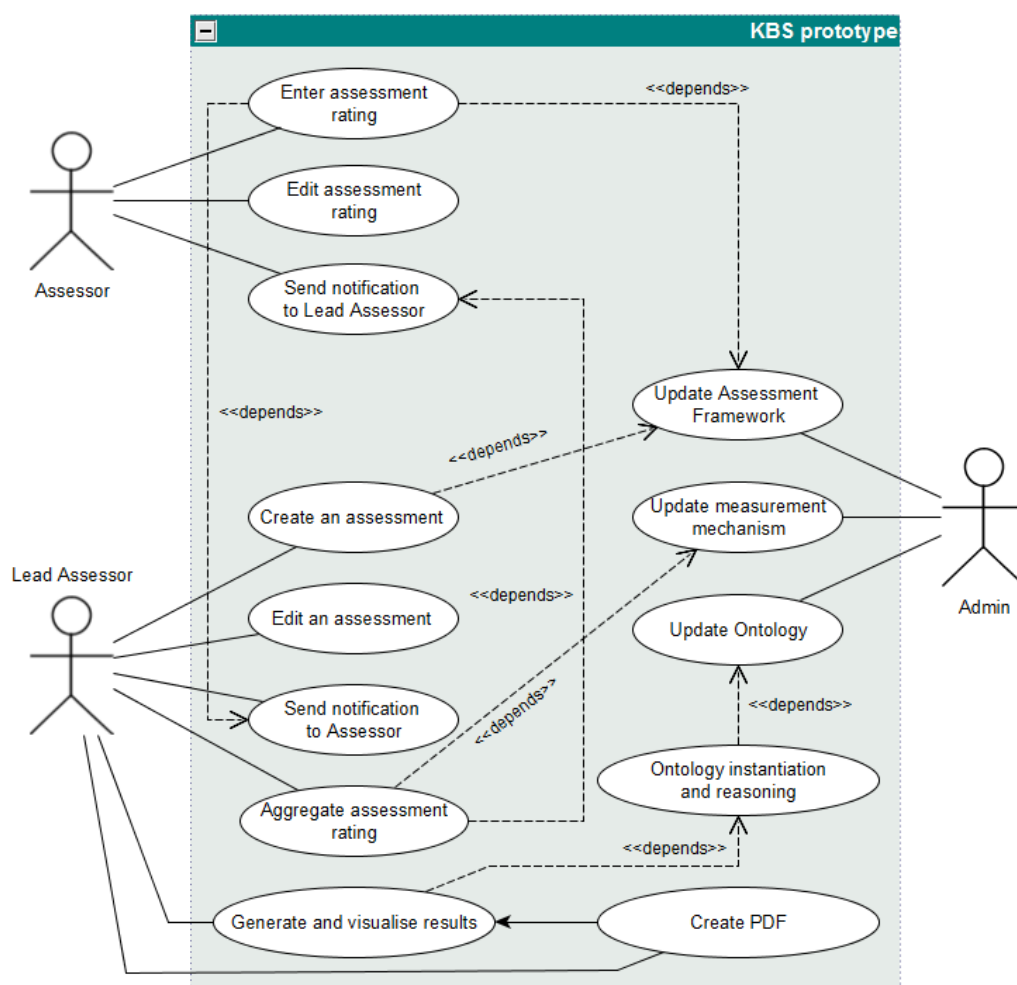 KBS prototype
Enter assessment
rating
<<depends>>
Edit assessment
rating
Assessor
Send notification
to Lead Assessor
<<depends>>
Update Assessment
Framework
<<depends>>
Create an assessment
Update measurement
mechanism
Lead Assessor
<<depends>>
Admin
Edit an assessment
Update Ontology
Send notification
to Assessor
<<depends>>
<<depends>>
Ontology instantiation
and reasoning
Aggregate assessment
rating
<<depends>>
Generate and visualise results
Create PDF